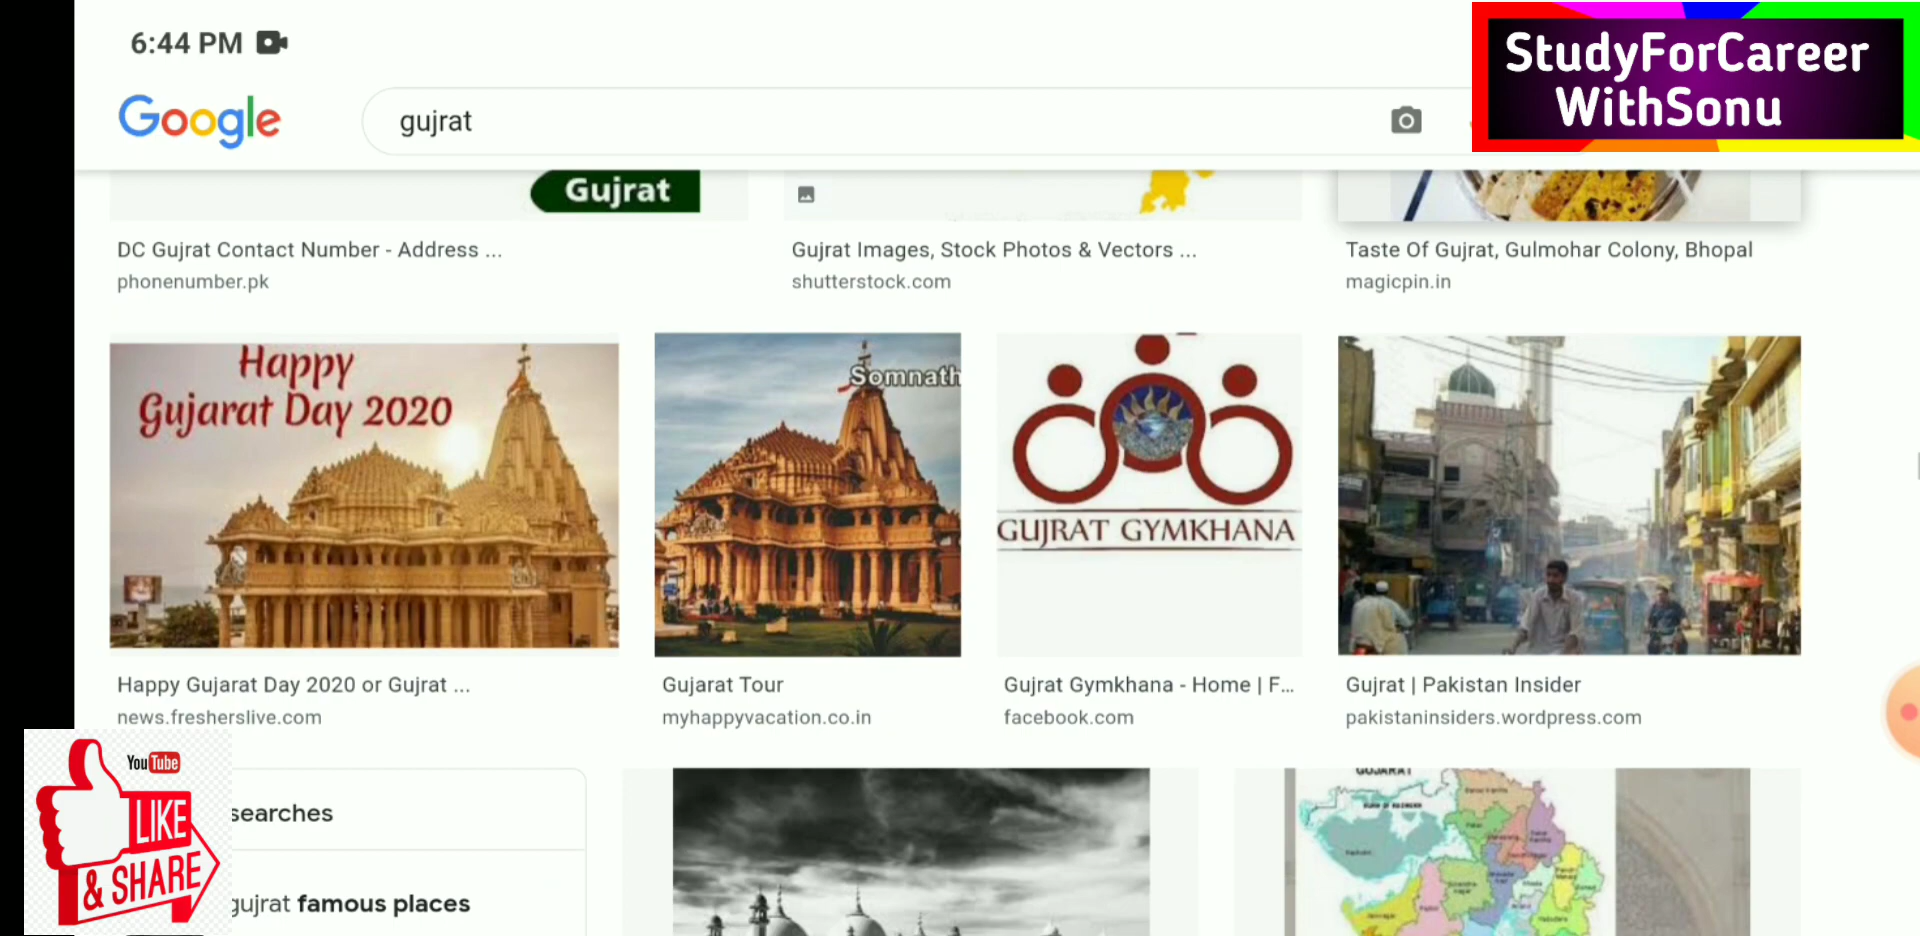 6:44 PM
StudyForCareer
WithSonu
Google
gujrat
Gujrat
DC Gujrat Contact Number - Address ...
phonenumber.pk
Gujrat Images, Stock Photos & Vectors ...
shutterstock.com
Taste Of Gujrat, Gulmohar Colony, Bhopal
magicpin.in
Happy
Gujarat Day 2020
Somnath
GUJRAT GYMKHANA
Happy Gujarat Day 2020 or Gujrat ...
news.fresherslive.com
Gujarat Tour
myhappyvacation.co.in
Gujrat Gymkhana - Home | F...
facebook.com
Gujrat | Pakistan Insider
pakistaninsiders.wordpress.com
YouTube
LIKE
& SHARE
searches
gujrat famous places
GUJARAT